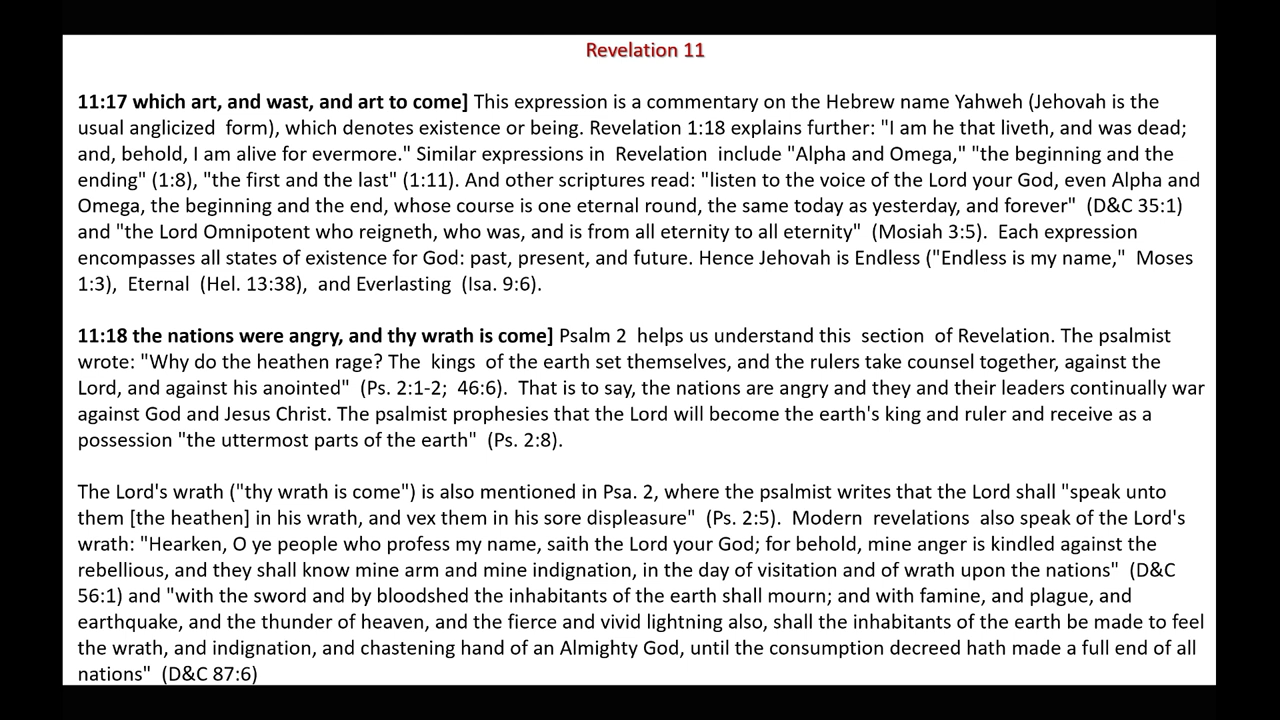 Revelation 11
11:17 which art, and wast, and art to come] This expression is a commentary on the Hebrew name Yahweh (Jehovah is the
usual anglicized form), which denotes existence or being. Revelation 1:18 explains further: "I am he that liveth, and was dead;
and, behold, I am alive for evermore." Similar expressions in Revelation include "Alpha and Omega," "the beginning and the
ending" (1:8), "the first and the last" (1:11). And other scriptures read: "listen to the voice of the Lord your God, even Alpha and
Omega, the beginning and the end, whose course is one eternal round, the same today as yesterday, and forever" (D&C 35:1)
and "the Lord Omnipotent who reigneth, who was, and is from all eternity to all eternity" (Mosiah 3:5). Each expression
encompasses all states of existence for God: past, present, and future. Hence Jehovah is Endless ("Endless is my name," Moses
1:3), Eternal (Hel. 13:38), and Everlasting (Isa. 9:6).
11:18 the nations were angry, and thy wrath is come] Psalm 2 helps us understand this section of Revelation. The psalmist
wrote: "Why do the heathen rage? The kings of the earth set themselves, and the rulers take counsel together, against the
Lord, and against his anointed" (Ps. 2:1-2; 46:6). That is to say, the nations are angry and they and their leaders continually war
against God and Jesus Christ. The psalmist prophesies that the Lord will become the earth's king and ruler and receive as a
possession "the uttermost parts of the earth" (Ps. 2:8).
The Lord's wrath ("thy wrath is come") is also mentioned in Psa. 2, where the psalmist writes that the Lord shall "speak unto
them [the heathen] in his wrath, and vex them in his sore displeasure" (Ps. 2:5). Modern revelations also speak of the Lord's
wrath: "Hearken, O ye people who profess my name, saith the Lord your God; for behold, mine anger is kindled against the
rebellious, and they shall know mine arm and mine indignation, in the day of visitation and of wrath upon the nations" (D&C
56:1) and "with the sword and by bloodshed the inhabitants of the earth shall mourn; and with famine, and plague, and
earthquake, and the thunder of heaven, and the fierce and vivid lightning also, shall the inhabitants of the earth be made to feel
the wrath, and indignation, and chastening hand of an Almighty God, until the consumption decreed hath made a full end of all
nations" (D&C 87:6)